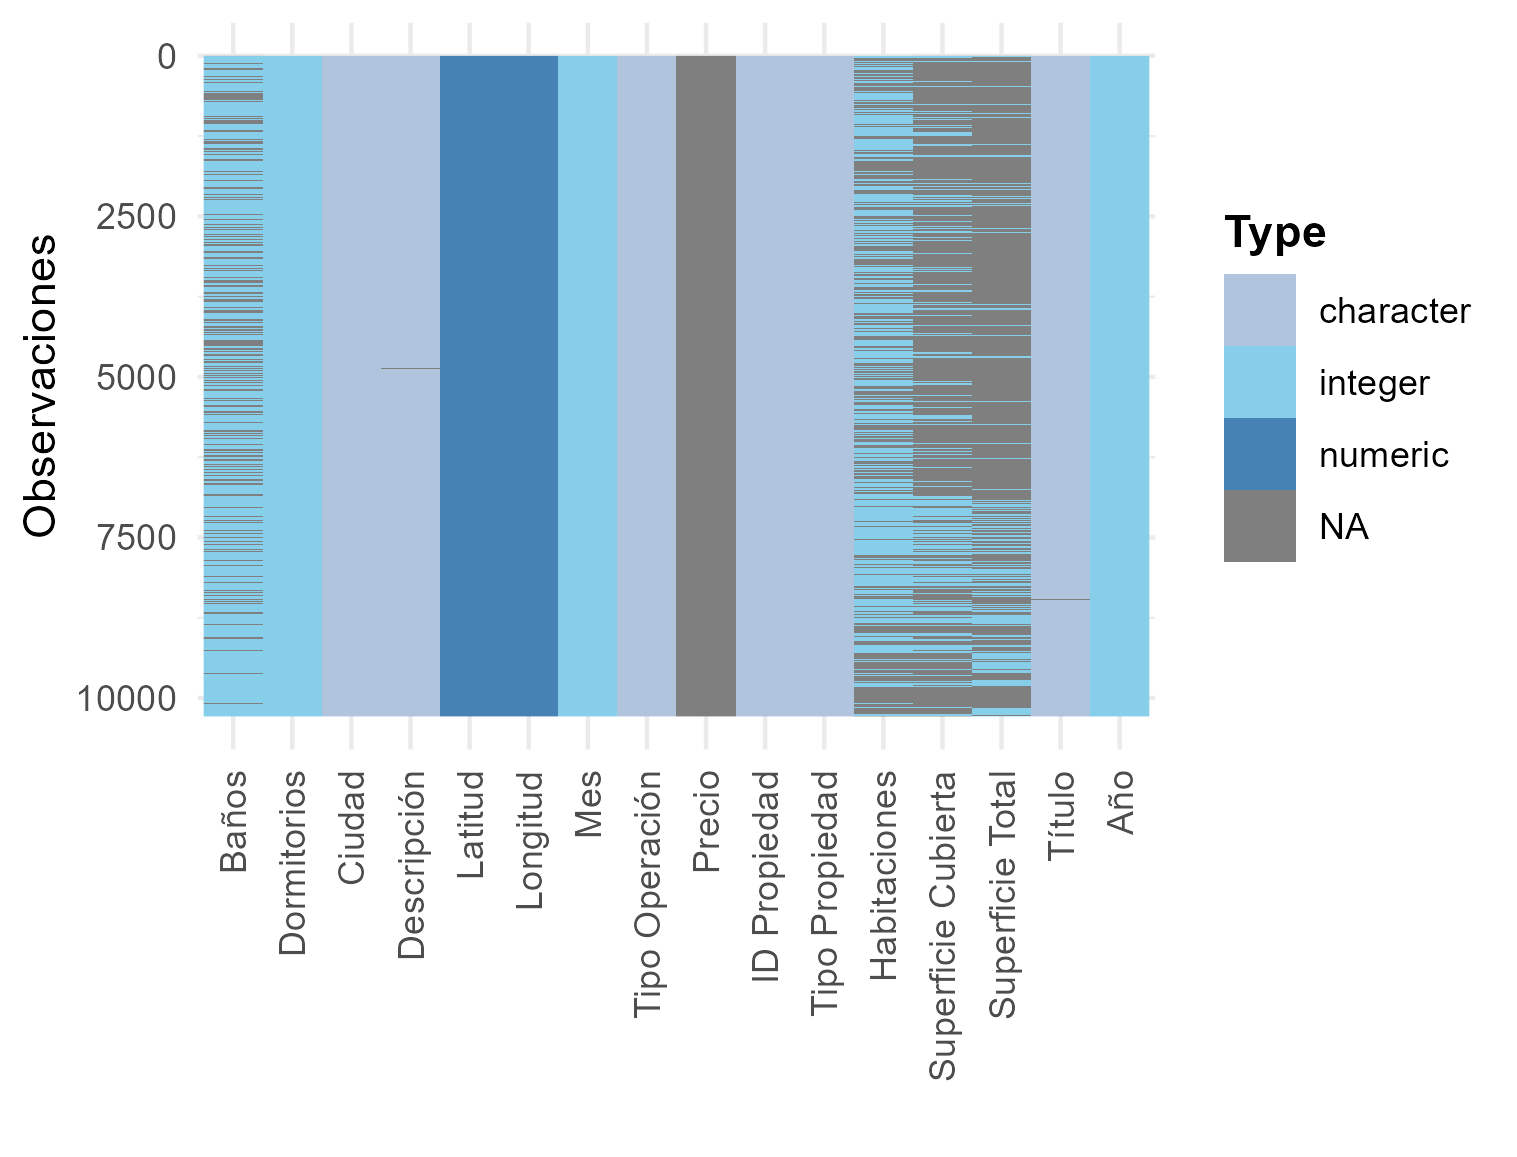 Observaciones
0
2500
5000
7500
10000
Baños
Dormitorios
Ciudad
Descripción
Latitud
Longitud
Mes
Tipo Operación
Precio
ID Propiedad
Tipo Propiedad
Habitaciones
Superficie Cubierta
Superficie Total
Título
Año
Type
character
integer
numeric
NA